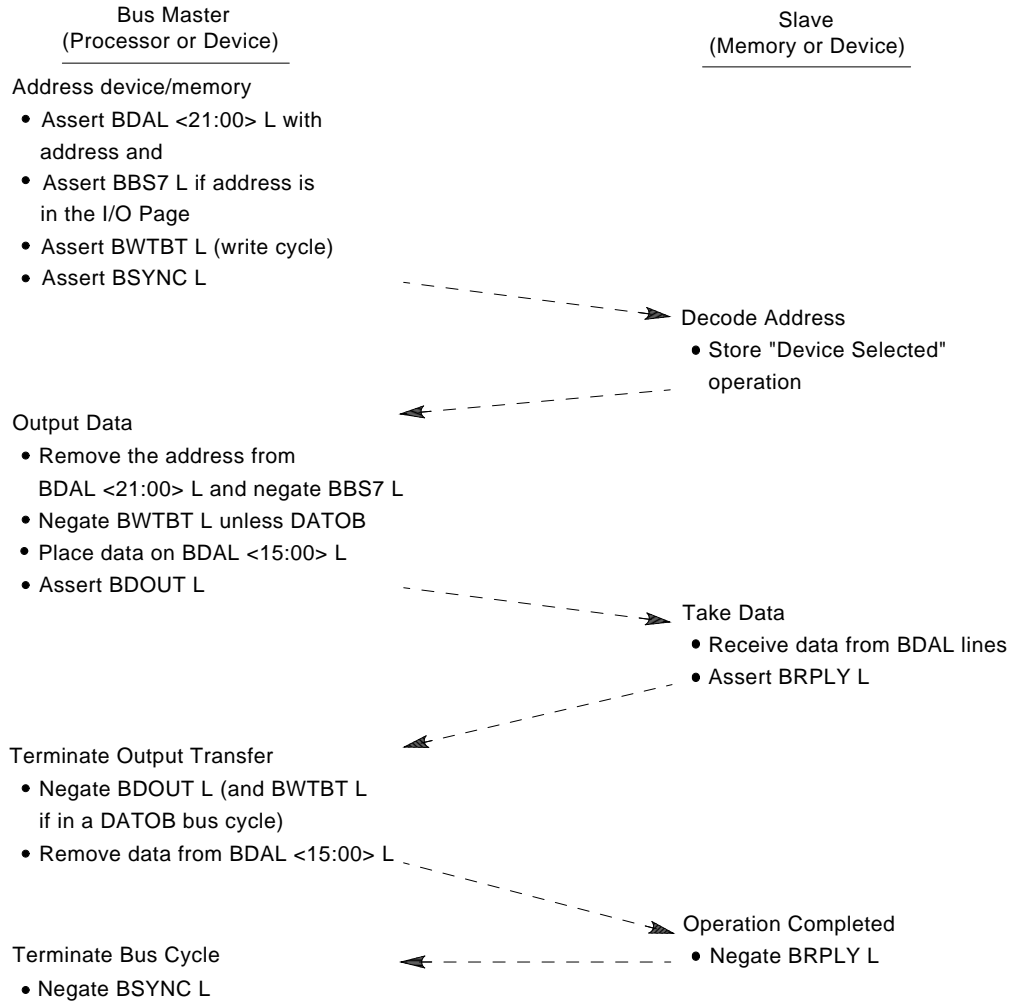 Bus Master
(Processor or Device)
Slave
(Memory or Device)
Address device/memory
• Assert BDAL <21:00> L with
address and
• Assert BBS7 L if address is
in the I/O Page
• Assert BWTBT L (write cycle)
• Assert BSYNC L
Decode Address
• Store "Device Selected"
operation
Output Data
• Remove the address from
BDAL <21:00> L and negate BBS7 L
• Negate BWTBT L unless DATOB
• Place data on BDAL <15:00> L
• Assert BDOUT L
Take Data
• Receive data from BDAL lines
• Assert BRPLY L
Terminate Output Transfer
• Negate BDOUT L (and BWTBT L
if in a DATOB bus cycle)
• Remove data from BDAL <15:00> L
Operation Completed
• Negate BRPLY L
Terminate Bus Cycle
• Negate BSYNC L